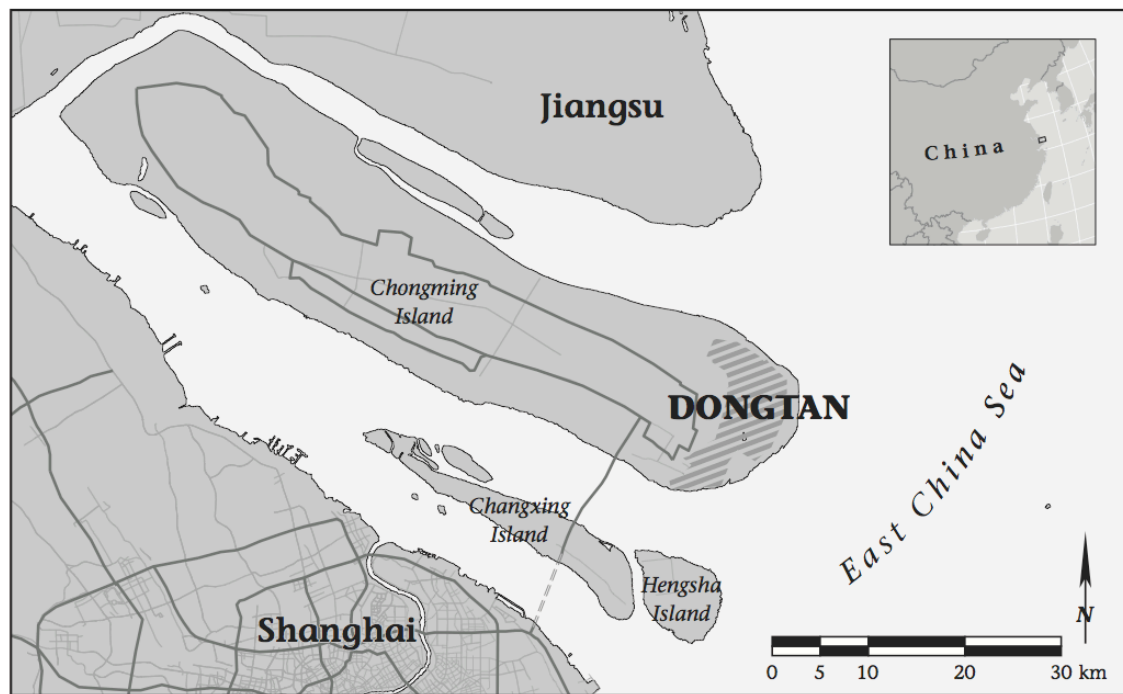 Jiangsu
China
Chongming
Island
DONGTAN
East China Sea
Changxing
Island
Hengsha
Island
Shanghai
N
0 5 10 20 30 km